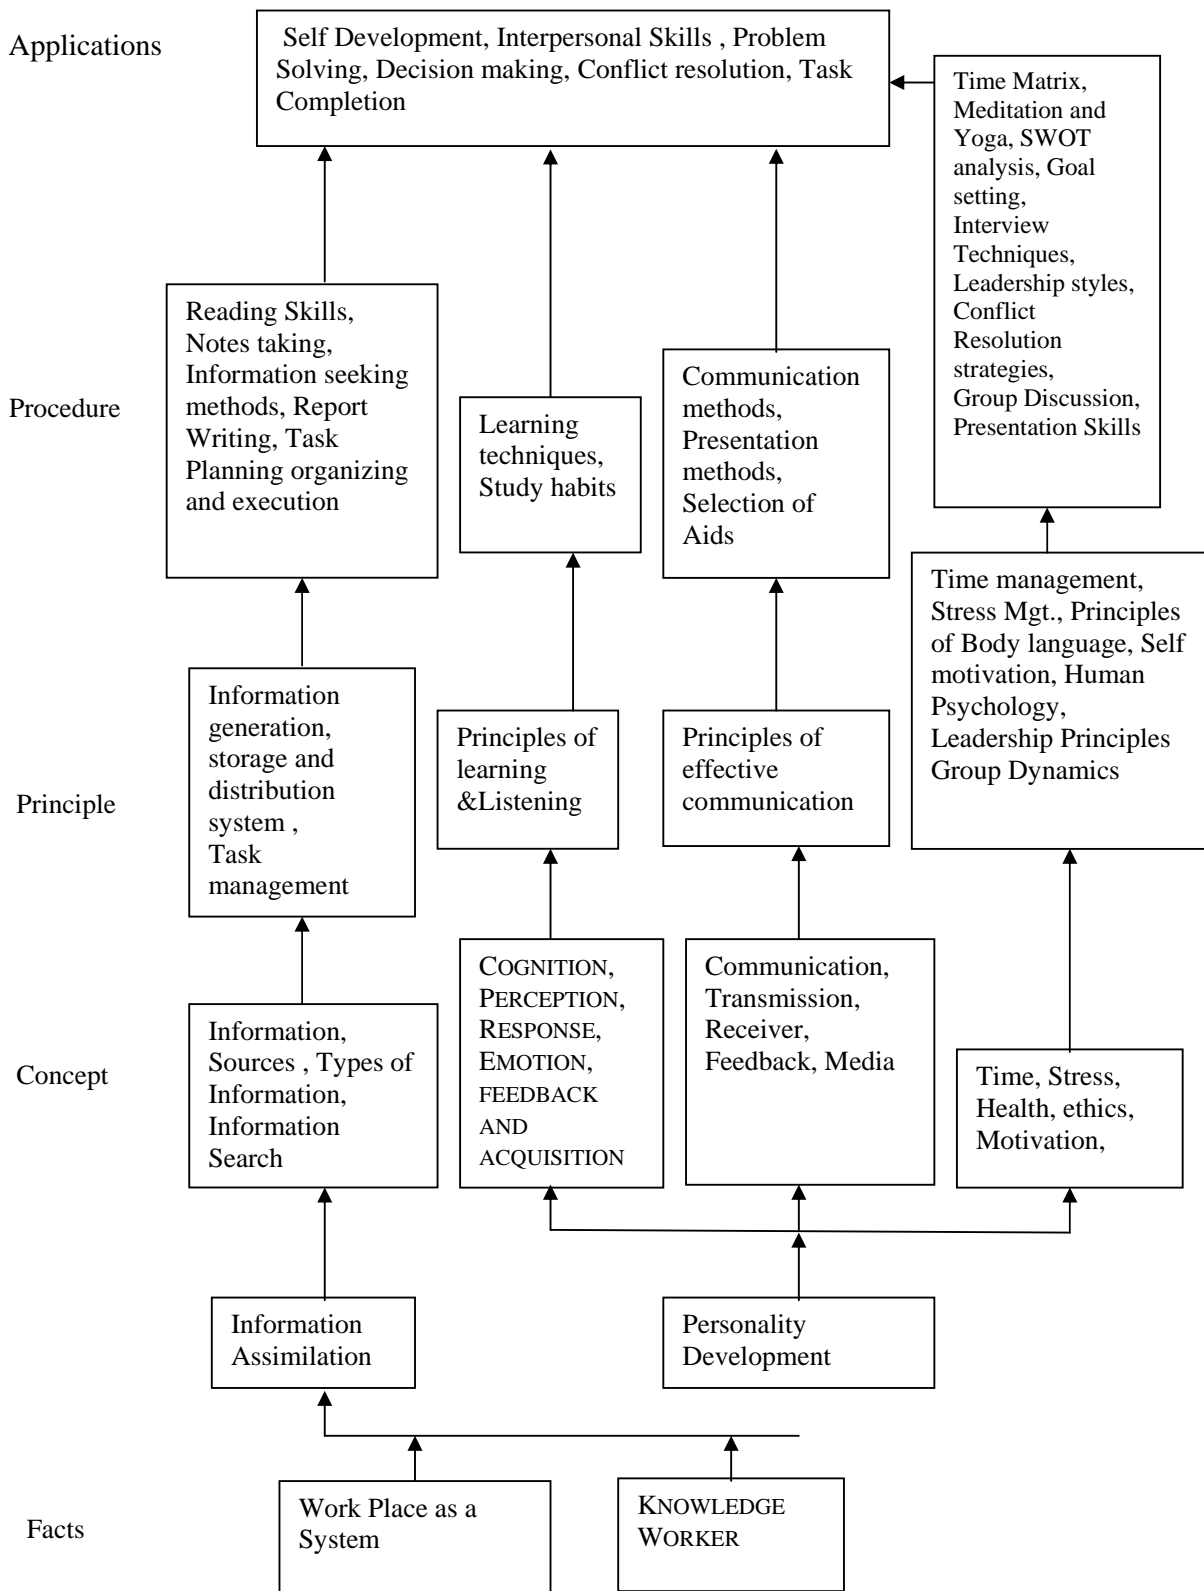 Applications
Self Development, Interpersonal Skills , Problem
Solving, Decision making, Conflict resolution, Task
Completion
Time Matrix,
Meditation and
Yoga, SWOT
analysis, Goal
setting,
Interview
Techniques,
Leadership styles,
Conflict
Resolution
strategies,
Group Discussion,
Presentation Skills
Procedure
Reading Skills,
Notes taking,
Information seeking
methods, Report
Writing, Task
Planning organizing
and execution
Learning
techniques,
Study habits
Communication
methods,
Presentation
methods,
Selection of
Aids
Time management,
Stress Mgt., Principles
of Body language, Self
motivation, Human
Psychology,
Leadership Principles
Group Dynamics
Principle
Information
generation,
storage and
distribution
system ,
Task
management
Principles of
learning
&Listening
Principles of
effective
communication
Concept
Information,
Sources , Types of
Information,
Information
Search
COGNITION,
PERCEPTION,
RESPONSE,
EMOTION,
FEEDBACK
AND
ACQUISITION
Communication,
Transmission,
Receiver,
Feedback, Media
Time, Stress,
Health, ethics,
Motivation,
Information
Assimilation
Personality
Development
Facts
Work Place as a
System
KNOWLEDGE
WORKER